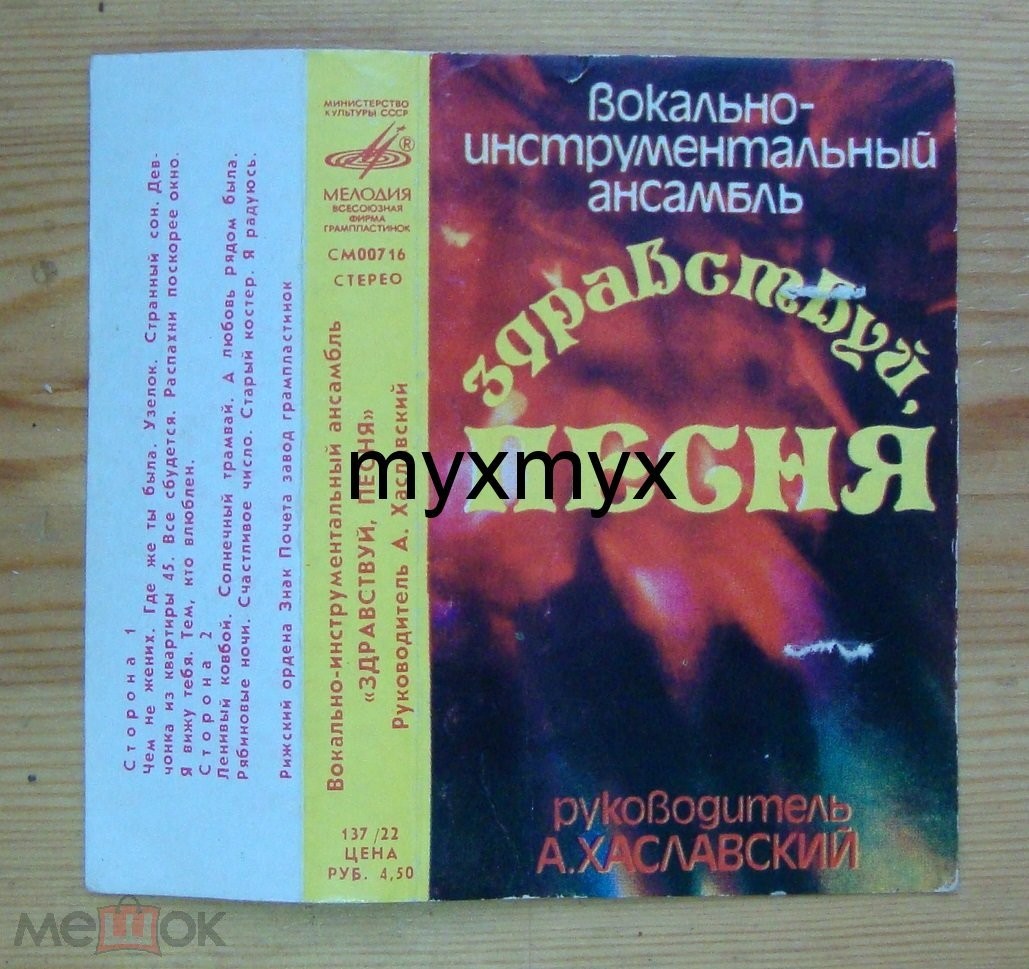 Сторона 1
Чем не жених. Где же ты была. Узелок. Странный сон. Дев-
чонка из квартиры 45. Все сбудется. Распахни поскорее окно.
Я вижу тебя. Тем, кто влюблен.
Сторона 2
Ленивый ковбой. Солнечный трамвай. А любовь рядом была.
Рябиновые ночи. Счастливое число. Старый костер. Я радуюсь.
Рижский ордена Знак Почета завод грампластинок
МИНИСТЕРСТВО
КУЛЬТУРЫ СССР
®
МЕЛОДИЯ
ВСЕСОЮЗНАЯ
ФИРМА
ГРАМПЛАСТИНОК
СМ00716
СТЕРЕО
Вокально-инструментальный ансамбль
«ЗДРАВСТВУЙ, ПЕСНЯ»
Руководитель А. Хаславский
137/22
ЦЕНА
РУБ. 4,50
Вокально-
инструментальный
ансамбль
Здравствуй,
ПЕСНЯ
руководитель
А.ХАСЛАВСКИЙ
myxmyx
мешок